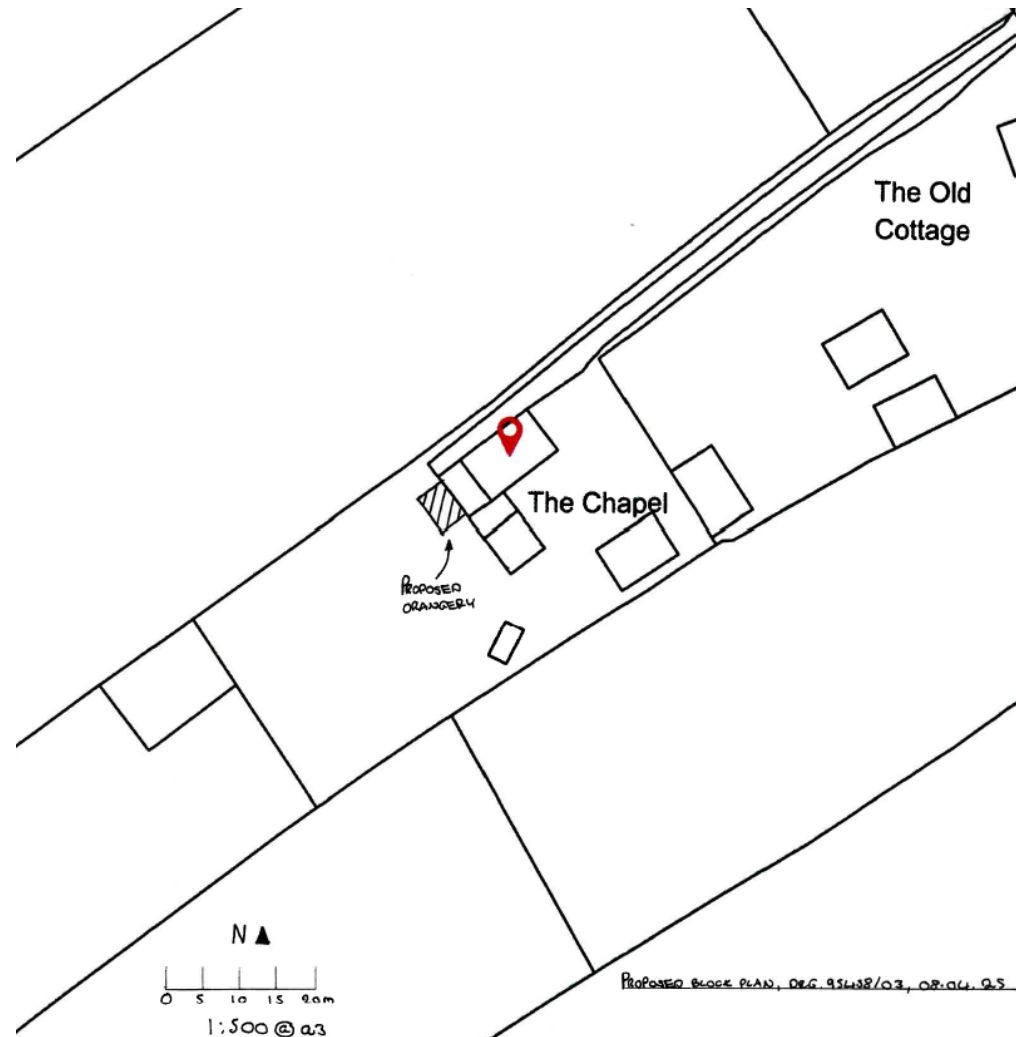 The Old
Cottage
The Chapel
PROPOSED
ORANGERY
N
0 5 10 15 20m
1:500 @ a3
PROPOSED BLOCK PLAN, DRG. 95438/03, 08.04.25